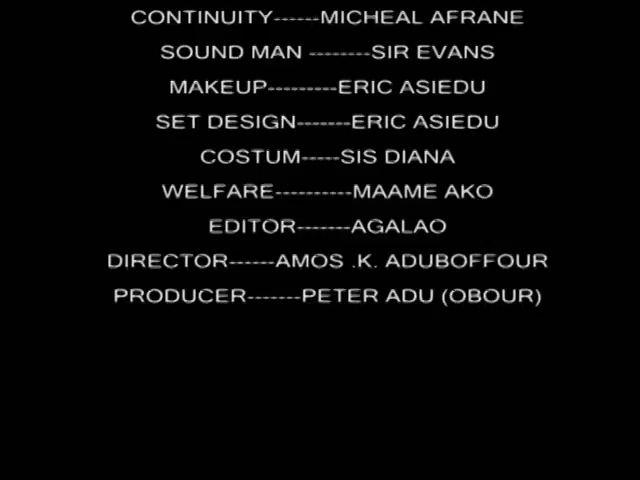 CONTINUITY------MICHEAL AFRANE
SOUND MAN --------SIR EVANS
MAKEUP---------ERIC ASIEDU
SET DESIGN-------ERIC ASIEDU
COSTUM-----SIS DIANA
WELFARE----------MAAME AKO
EDITOR-------AGALAO
DIRECTOR------AMOS .K. ADUBOFFOUR
PRODUCER-------PETER ADU (OBOUR)